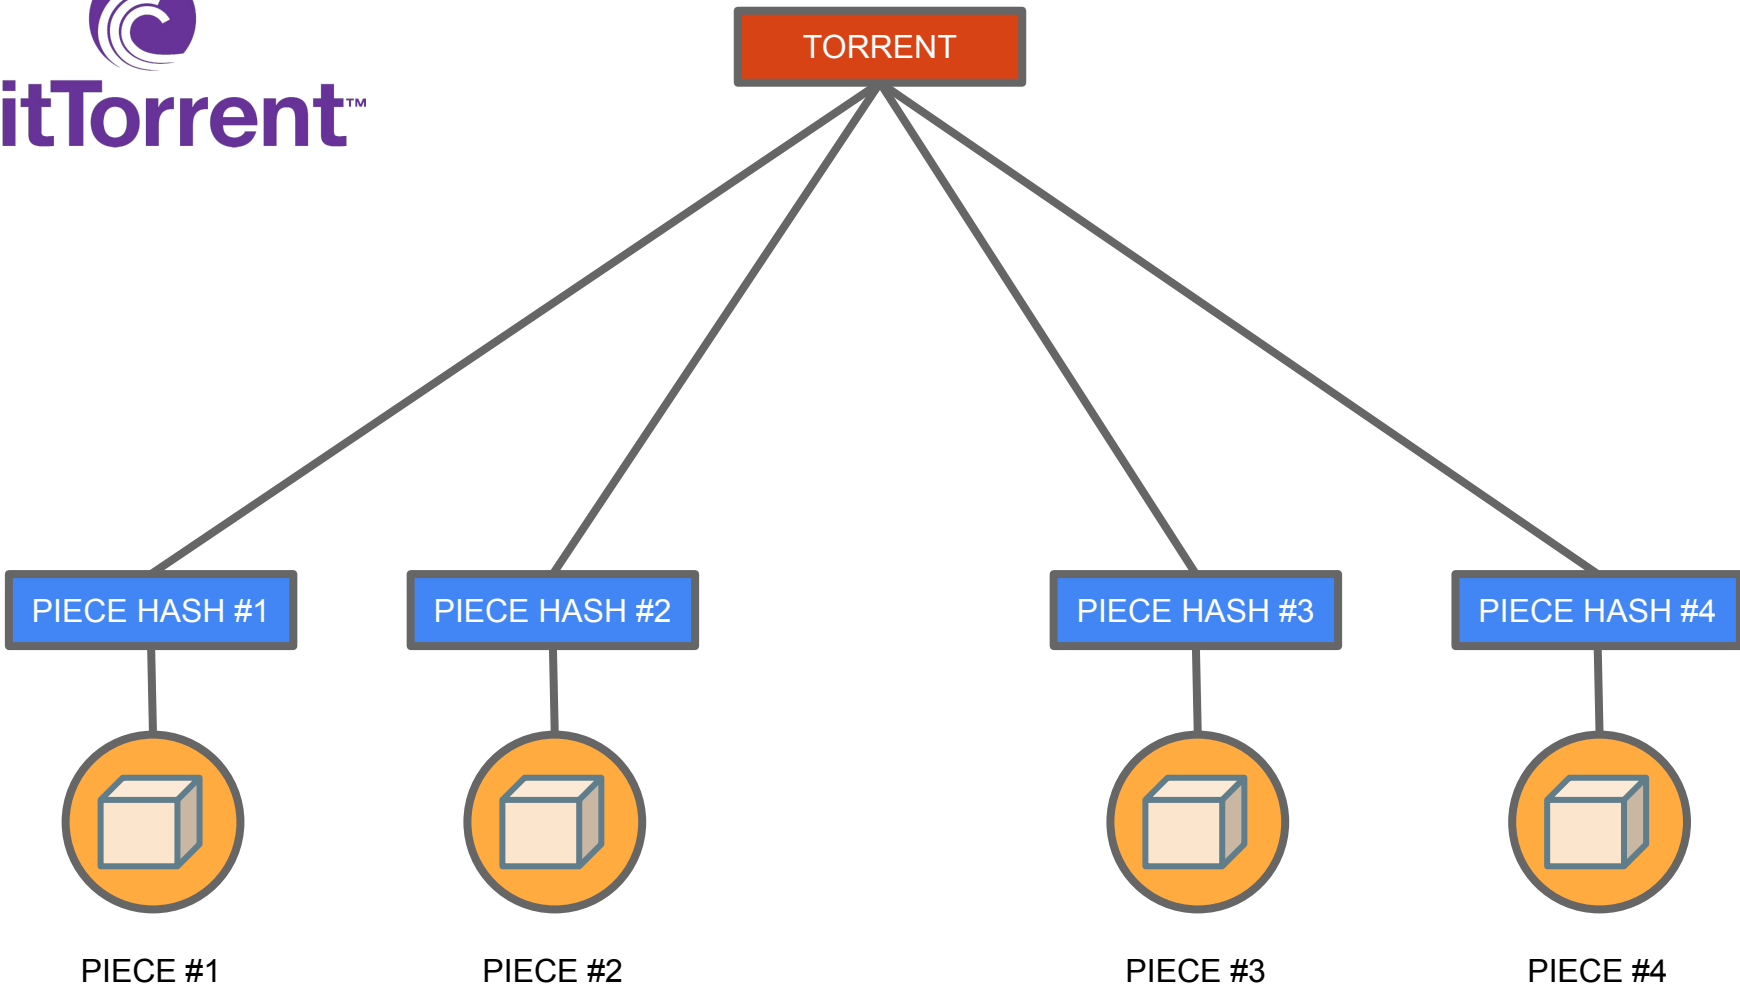 itTorrent™
TORRENT
PIECE HASH #1
PIECE HASH #2
PIECE HASH #3
PIECE HASH #4
PIECE #1
PIECE #2
PIECE #3
PIECE #4